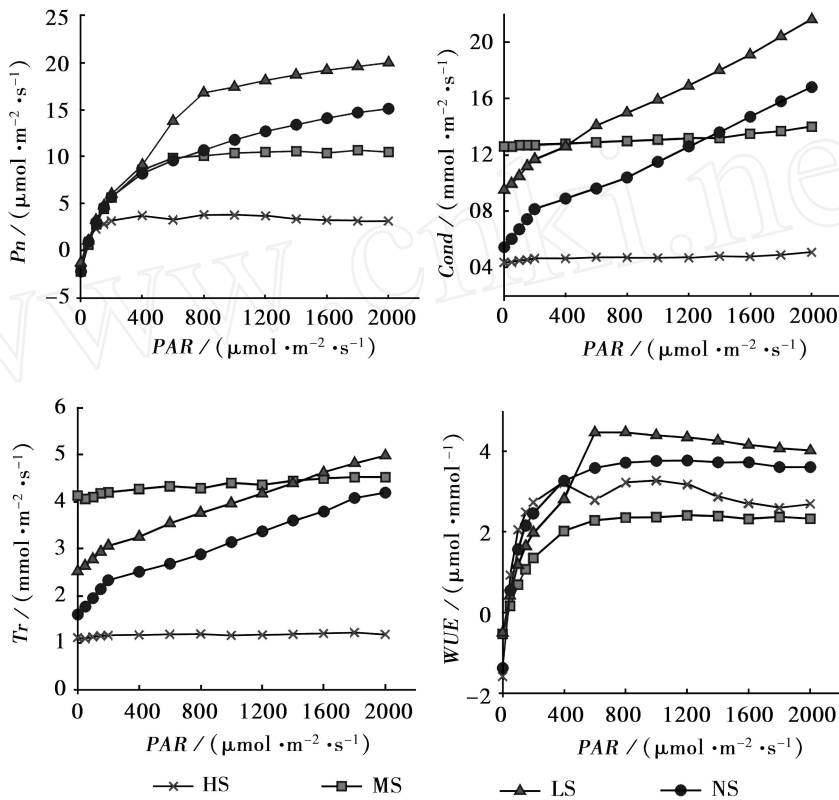 Pn / (μmol ·m⁻² ·s⁻¹)
25
20
15
10
5
0
−5
0 400 800 1200 1600 2000
PAR / (μmol ·m⁻² ·s⁻¹)
Cond / (mmol ·m⁻² ·s⁻¹)
20
16
12
08
04
0 400 800 1200 1600 2000
PAR / (μmol ·m⁻² ·s⁻¹)
Tr / (mmol ·m⁻² ·s⁻¹)
6
5
4
3
2
1
0
0 400 800 1200 1600 2000
PAR / (μmol ·m⁻² ·s⁻¹)
WUE / (μmol ·mmol⁻¹)
4
2
0
−2
0 400 800 1200 1600 2000
PAR / (μmol ·m⁻² ·s⁻¹)
HS MS LS NS
www.cnki.ne